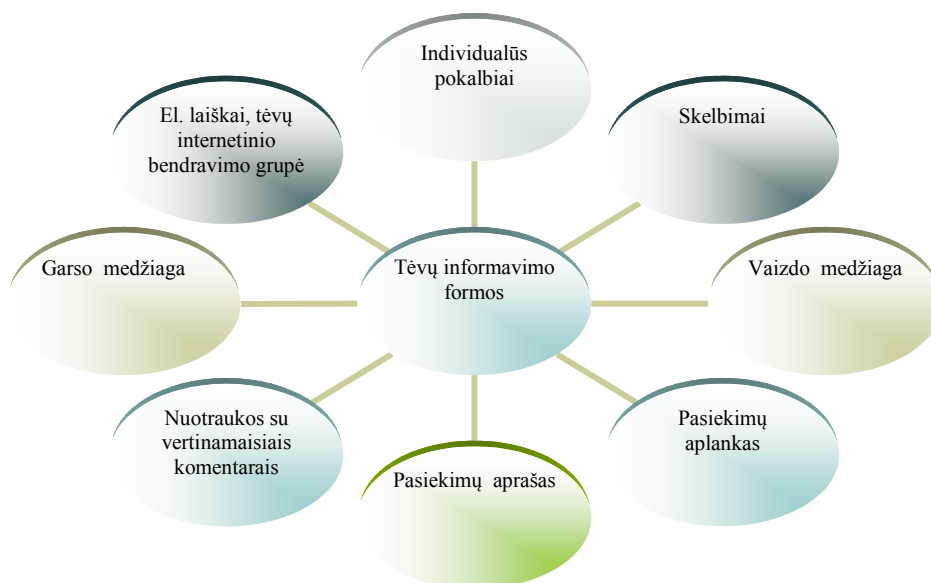 Individualūs
pokalbiai
El. laiškai, tėvų
internetinio
bendravimo grupė
Skelbimai
Garso medžiaga
Tėvų informavimo
formos
Vaizdo medžiaga
Nuotraukos su
vertinamaisiais
komentarais
Pasiekimų aprašas
Pasiekimų
aplankas